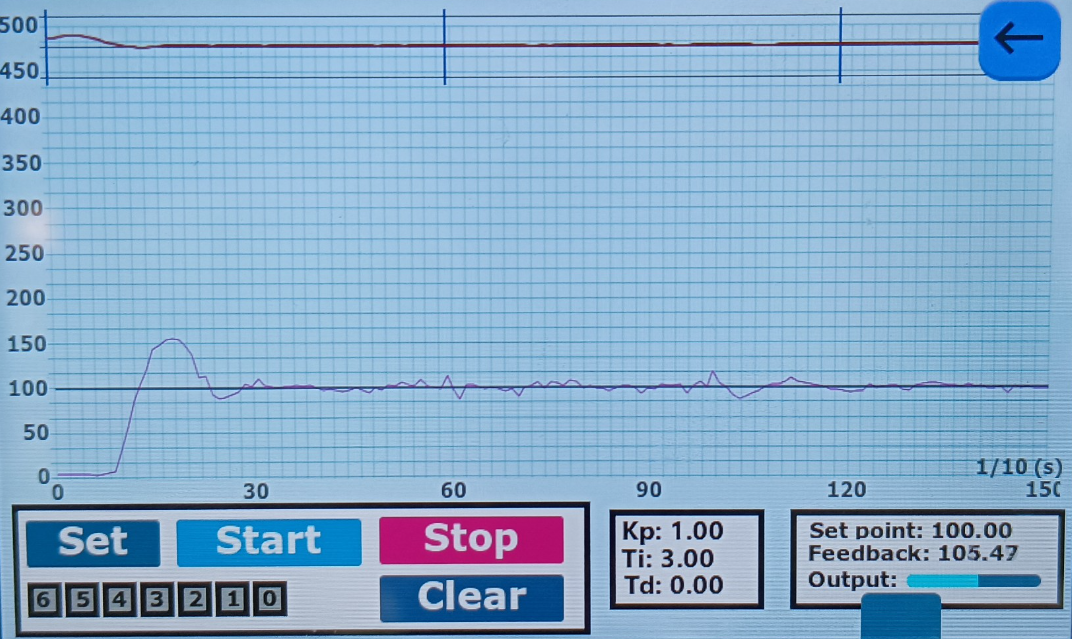 500
450
400
350
300
250
200
150
100
50
0
1/10 (s)
0 30 60 90 120 150
Set Start Stop
Kp: 1.00
Ti: 3.00
Td: 0.00
Set point: 100.00
Feedback: 105.47
Output:
6 5 4 3 2 1 0
Clear